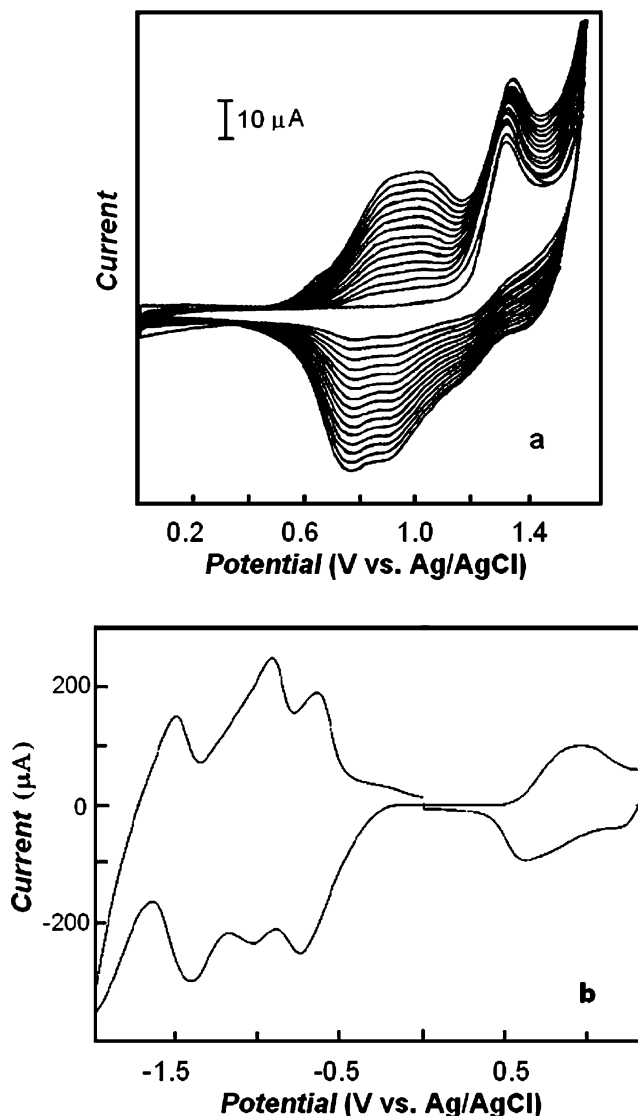 10 μA
Current
a
0.2 0.6 1.0 1.4
Potential (V vs. Ag/AgCl)
200
0
-200
Current (μA)
b
-1.5 -0.5 0.5
Potential (V vs. Ag/AgCl)